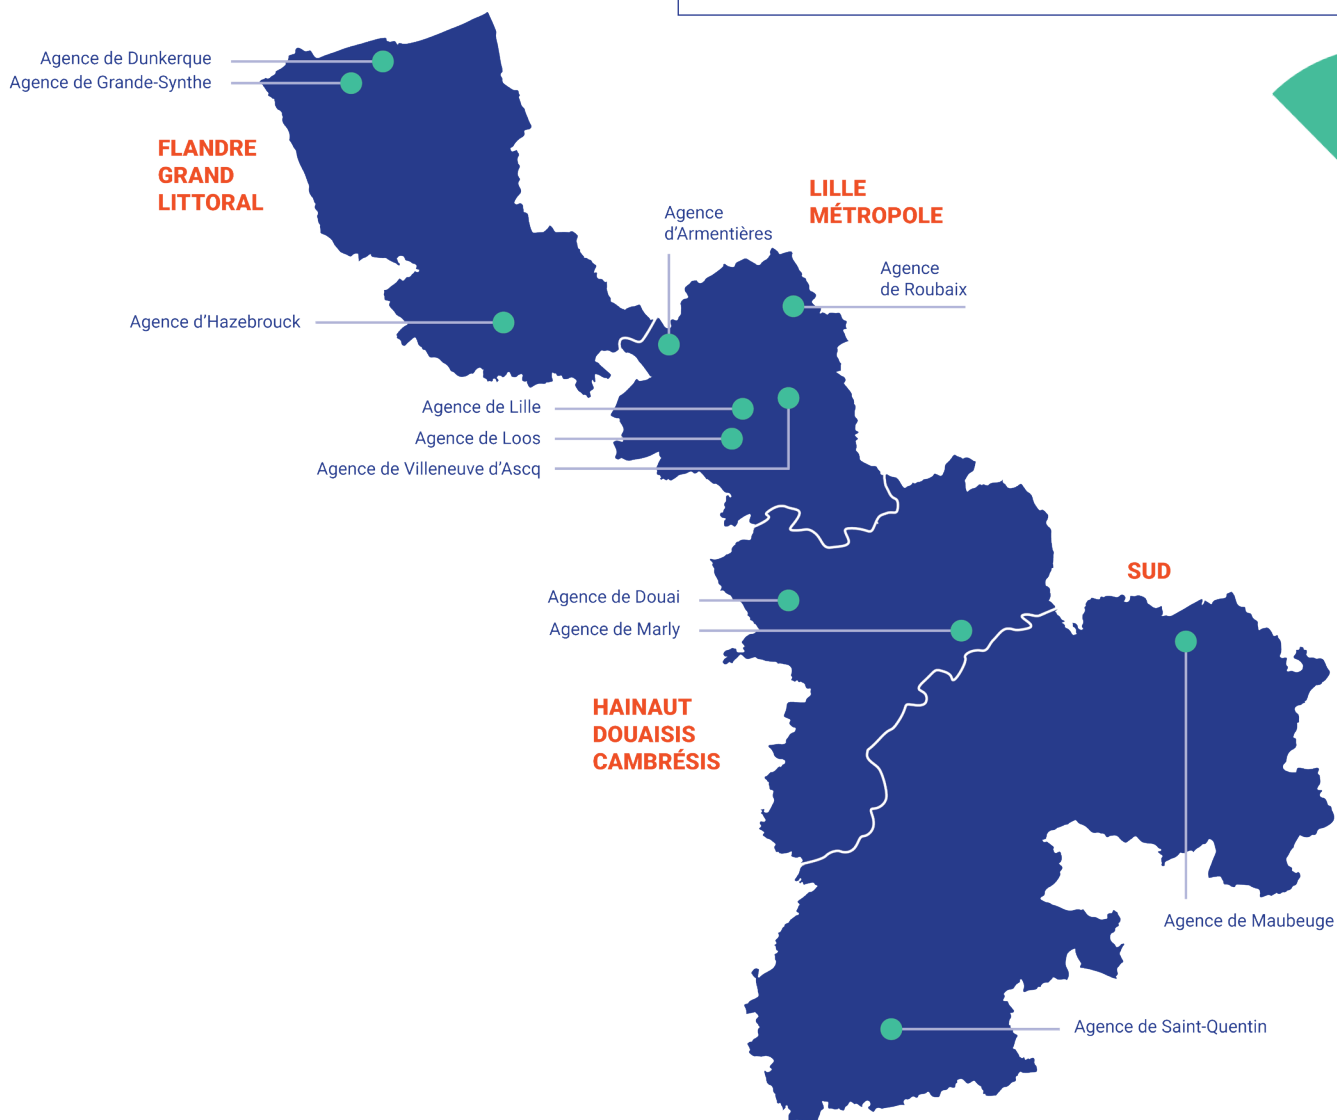 Agence de Dunkerque
Agence de Grande-Synthe
FLANDRE
GRAND
LITTORAL
LILLE
MÉTROPOLE
Agence
d’Armentières
Agence
de Roubaix
Agence d’Hazebrouck
Agence de Lille
Agence de Loos
Agence de Villeneuve d’Ascq
SUD
Agence de Douai
Agence de Marly
HAINAUT
DOUAISIS
CAMBRÉSIS
Agence de Maubeuge
Agence de Saint-Quentin